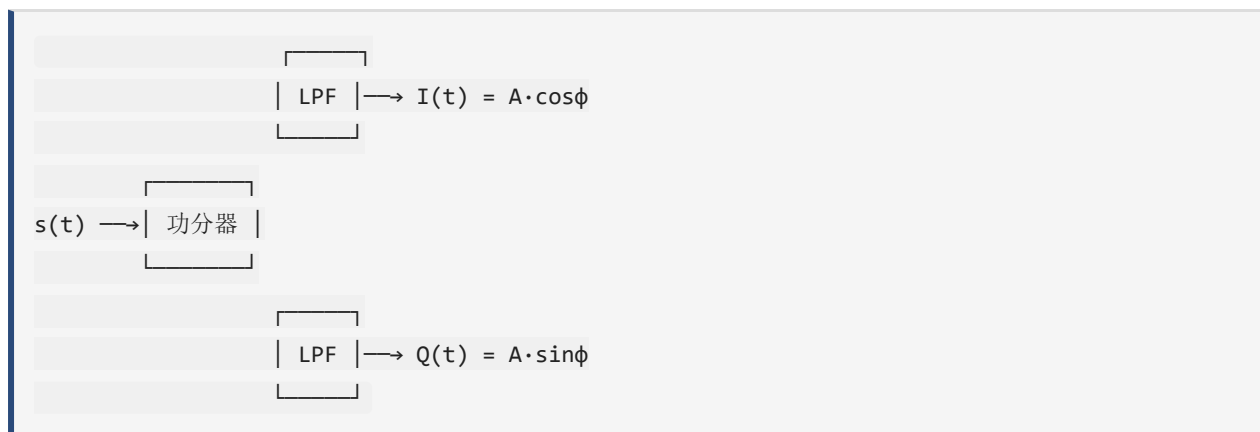 LPF → I(t) = A·cosϕ
s(t) → 功分器
LPF → Q(t) = A·sinϕ